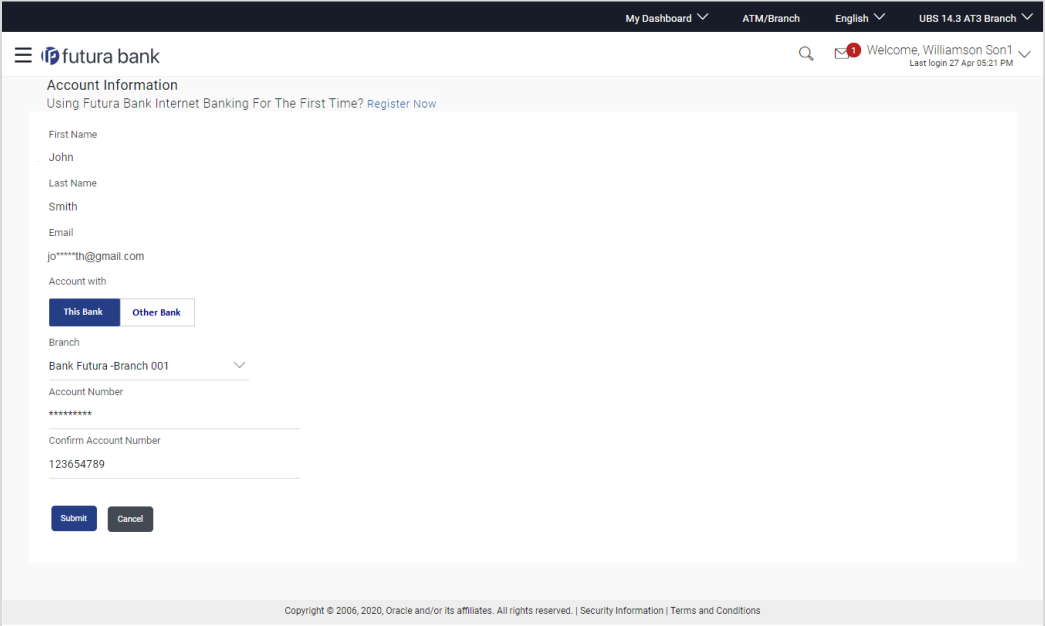 My Dashboard ATM/Branch English UBS 14.3 AT3 Branch
futura bank 1 Welcome, Williamson Son1
Last login 27 Apr 05:21 PM
Account Information
Using Futura Bank Internet Banking For The First Time? Register Now
First Name
John
Last Name
Smith
Email
jo*****th@gmail.com
Account with
This Bank Other Bank
Branch
Bank Futura -Branch 001
Account Number
*********
Confirm Account Number
123654789
Submit Cancel
Copyright © 2006, 2020, Oracle and/or its affiliates. All rights reserved. | Security Information | Terms and Conditions